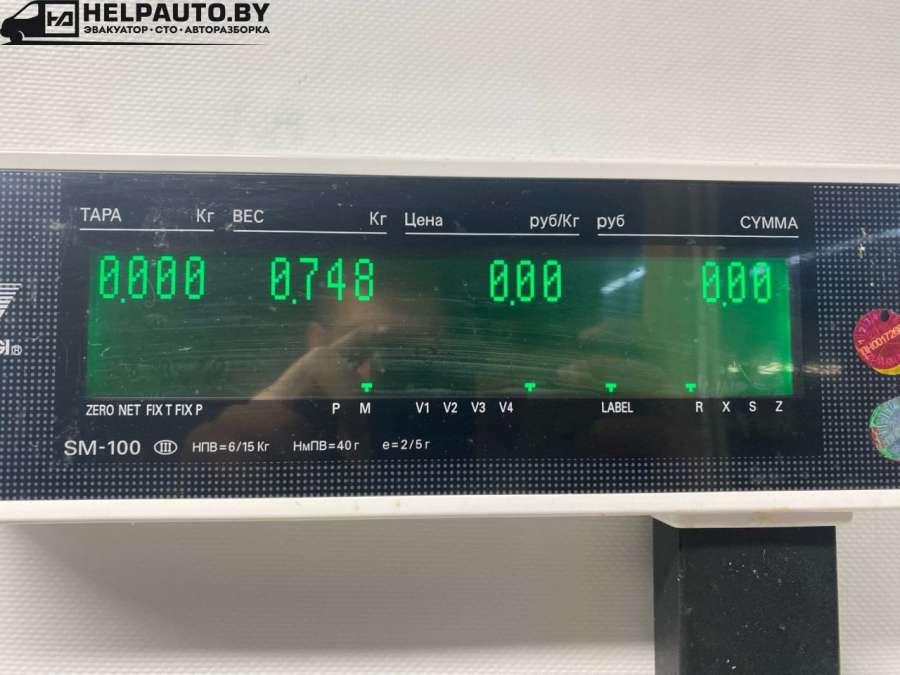 HELPAUTO.BY
ЭВАКУАТОР · СТО · АВТОРАЗБОРКА
ТАРА Кг ВЕС Кг Цена руб/Кг руб СУММА
0.000 0.748 0.00 0.00
ZERO NET FIX T FIX P P M V1 V2 V3 V4 LABEL R X S Z
SM-100 III НПВ=6/15 Кг НмПВ=40 г е=2/5 г